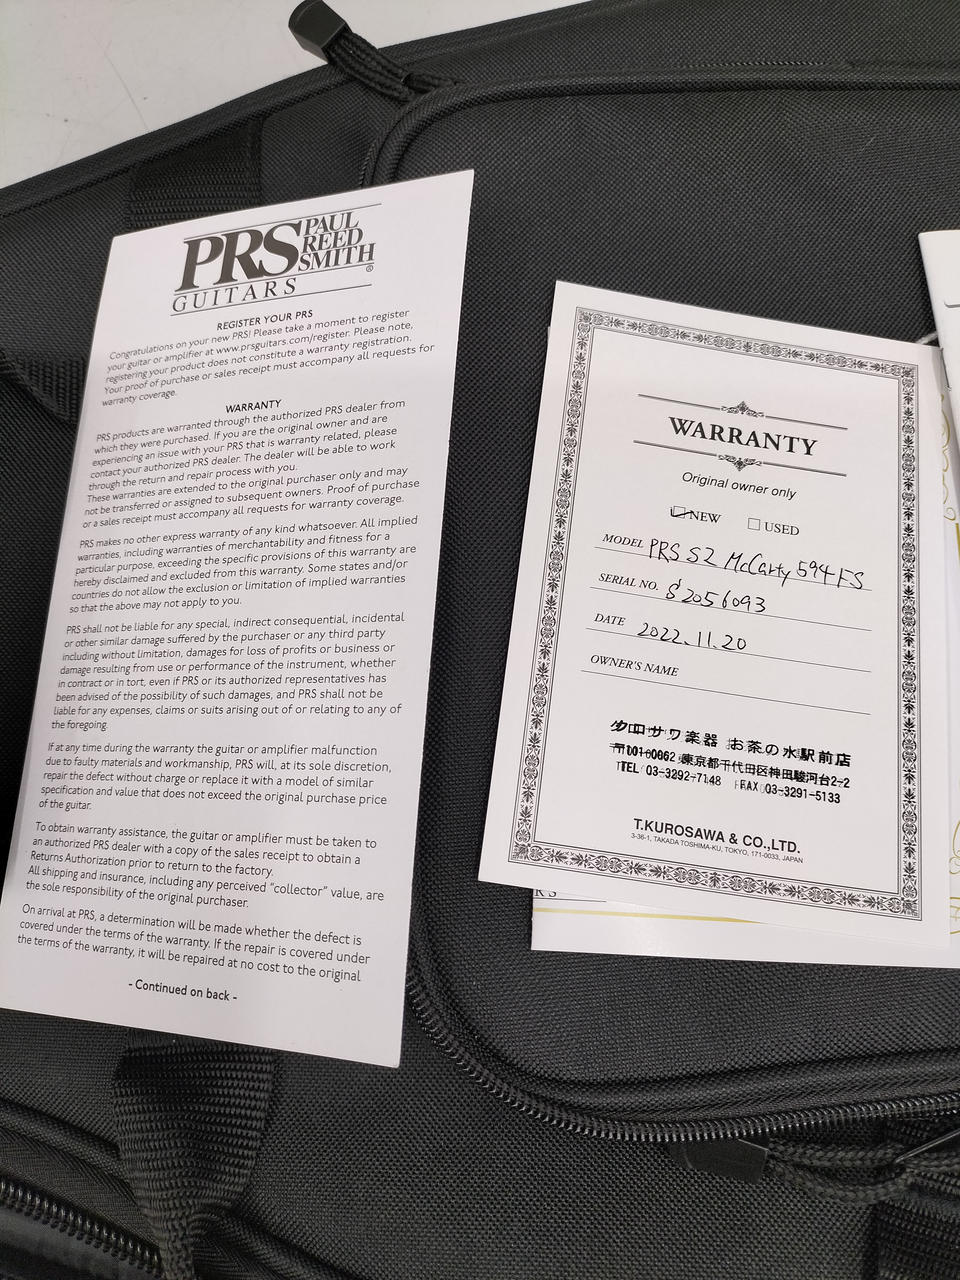 PRS PAUL REED SMITH ®
GUITARS
REGISTER YOUR PRS
Congratulations on your new PRS! Please take a moment to register
your guitar or amplifier at www.prsguitars.com/register. Please note,
registering your product does not constitute a warranty registration.
Your proof of purchase or sales receipt must accompany all requests for
warranty coverage.
WARRANTY
PRS products are warranted through the authorized PRS dealer from
which they were purchased. If you are the original owner and are
experiencing an issue with your PRS that is warranty related, please
contact your authorized PRS dealer. The dealer will be able to work
through the return and repair process with you.
These warranties are extended to the original purchaser only and may
not be transferred or assigned to subsequent owners. Proof of purchase
or a sales receipt must accompany all requests for warranty coverage.
PRS makes no other express warranty of any kind whatsoever. All implied
warranties, including warranties of merchantability and fitness for a
particular purpose, exceeding the specific provisions of this warranty are
hereby disclaimed and excluded from this warranty. Some states and/or
countries do not allow the exclusion or limitation of implied warranties
so that the above may not apply to you.
PRS shall not be liable for any special, indirect consequential, incidental
or other similar damage suffered by the purchaser or any third party
including without limitation, damages for loss of profits or business or
damage resulting from use or performance of the instrument, whether
in contract or in tort, even if PRS or its authorized representatives has
been advised of the possibility of such damages, and PRS shall not be
liable for any expenses, claims or suits arising out of or relating to any of
the foregoing.
If at any time during the warranty the guitar or amplifier malfunction
due to faulty materials and workmanship, PRS will, at its sole discretion,
repair the defect without charge or replace it with a model of similar
specification and value that does not exceed the original purchase price
of the guitar.
To obtain warranty assistance, the guitar or amplifier must be taken to
an authorized PRS dealer with a copy of the sales receipt to obtain a
Returns Authorization prior to return to the factory.
All shipping and insurance, including any perceived "collector" value, are
the sole responsibility of the original purchaser.
On arrival at PRS, a determination will be made whether the defect is
covered under the terms of the warranty. If the repair is covered under
the terms of the warranty, it will be repaired at no cost to the original
- Continued on back -
WARRANTY
Original owner only
NEW USED
MODEL PRS S2 McCarty 594 FS
SERIAL NO. S2056093
DATE 2022.11.20
OWNER'S NAME
クロサワ楽器 お茶の水駅前店
〒101-0062 東京都千代田区神田駿河台2-2
TEL 03-3292-7148 FAX 03-3291-5133
T.KUROSAWA & CO.,LTD.
3-36-1, TAKADA TOSHIMA-KU, TOKYO, 171-0033, JAPAN